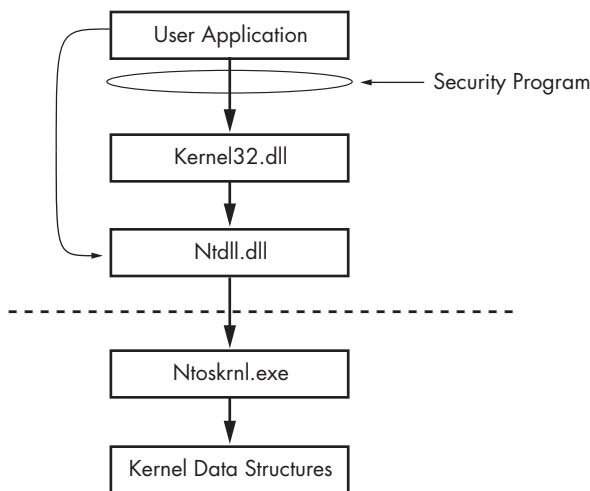 User Application
Security Program
Kernel32.dll
Ntdll.dll
Ntoskrnl.exe
Kernel Data Structures